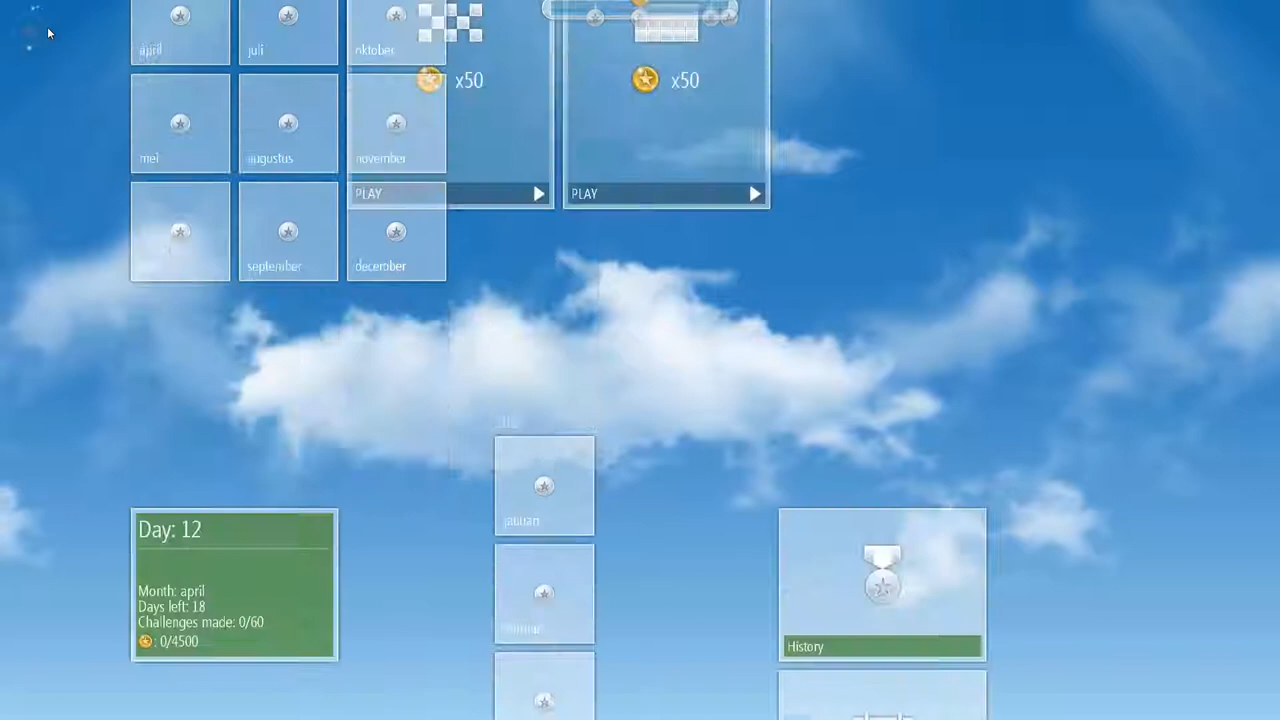 april
juli
oktober
x50
x50
mei
augustus
november
PLAY
PLAY
september
december
januari
Day: 12
Month: april
Days left: 18
Challenges made: 0/60
: 0/4500
History